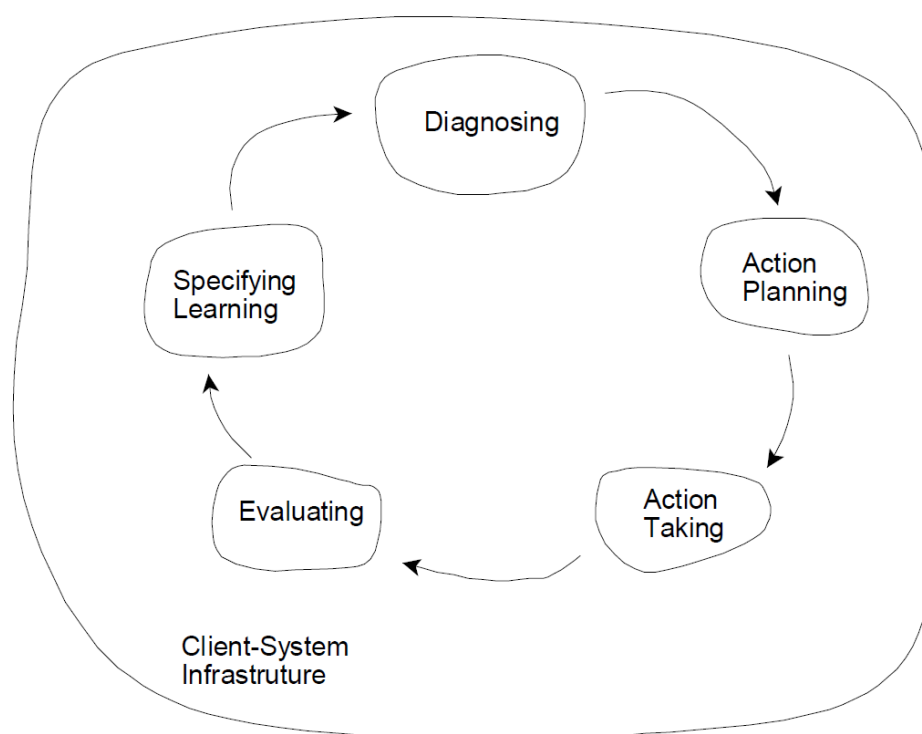 Diagnosing
Action
Planning
Action
Taking
Evaluating
Specifying
Learning
Client-System
Infrastruture